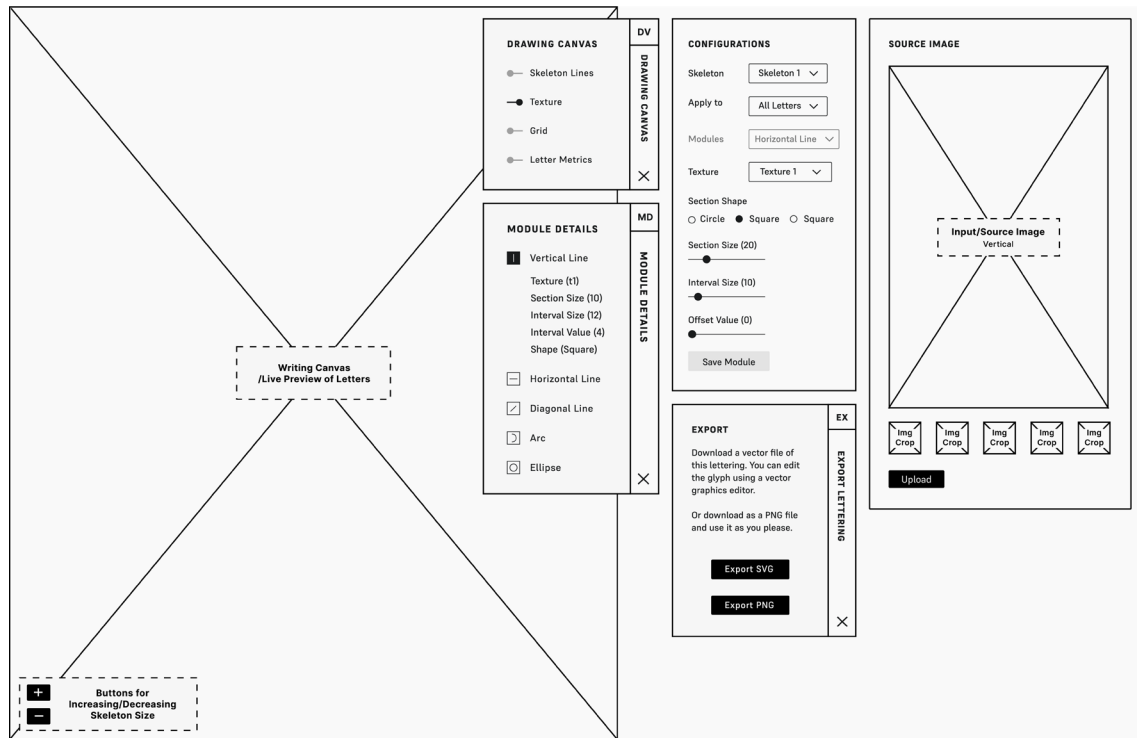 DRAWING CANVAS
Skeleton Lines
Texture
Grid
Letter Metrics
DV
DRAWING CANVAS
MODULE DETAILS
Vertical Line
Texture (t1)
Section Size (10)
Interval Size (12)
Interval Value (4)
Shape (Square)
Horizontal Line
Diagonal Line
Arc
Ellipse
MD
MODULE DETAILS
Writing Canvas
/Live Preview of Letters
+
−
Buttons for
Increasing/Decreasing
Skeleton Size
CONFIGURATIONS
Skeleton Skeleton 1
Apply to All Letters
Modules Horizontal Line
Texture Texture 1
Section Shape
Circle Square Square
Section Size (20)
Interval Size (10)
Offset Value (0)
Save Module
EXPORT
Download a vector file of
this lettering. You can edit
the glyph using a vector
graphics editor.
Or download as a PNG file
and use it as you please.
Export SVG
Export PNG
EX
EXPORT LETTERING
SOURCE IMAGE
Input/Source Image
Vertical
Img Img Img Img Img
Crop Crop Crop Crop Crop
Upload